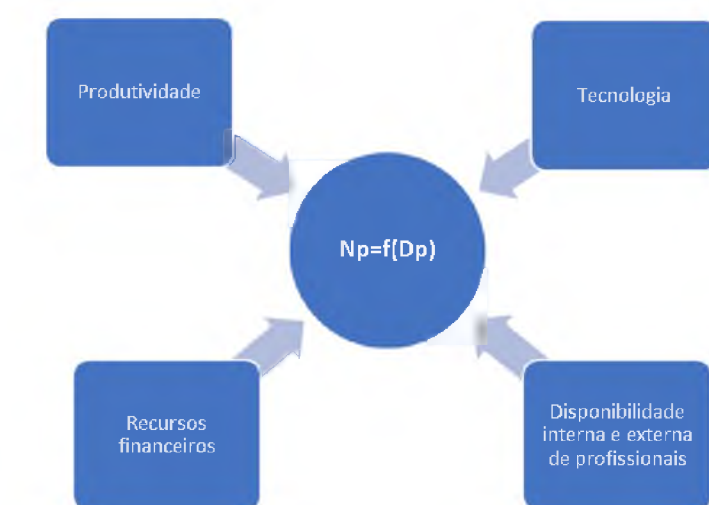 Produtividade
Tecnologia
Np=f(Dp)
Recursos
financeiros
Disponibilidade
interna e externa
de profissionais